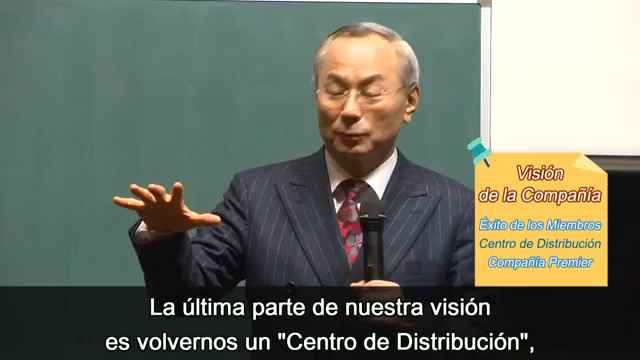 Visión
de la Compañía
Éxito de los Miembros
Centro de Distribución
Compañía Premier
La última parte de nuestra visión
es volvernos un "Centro de Distribución",